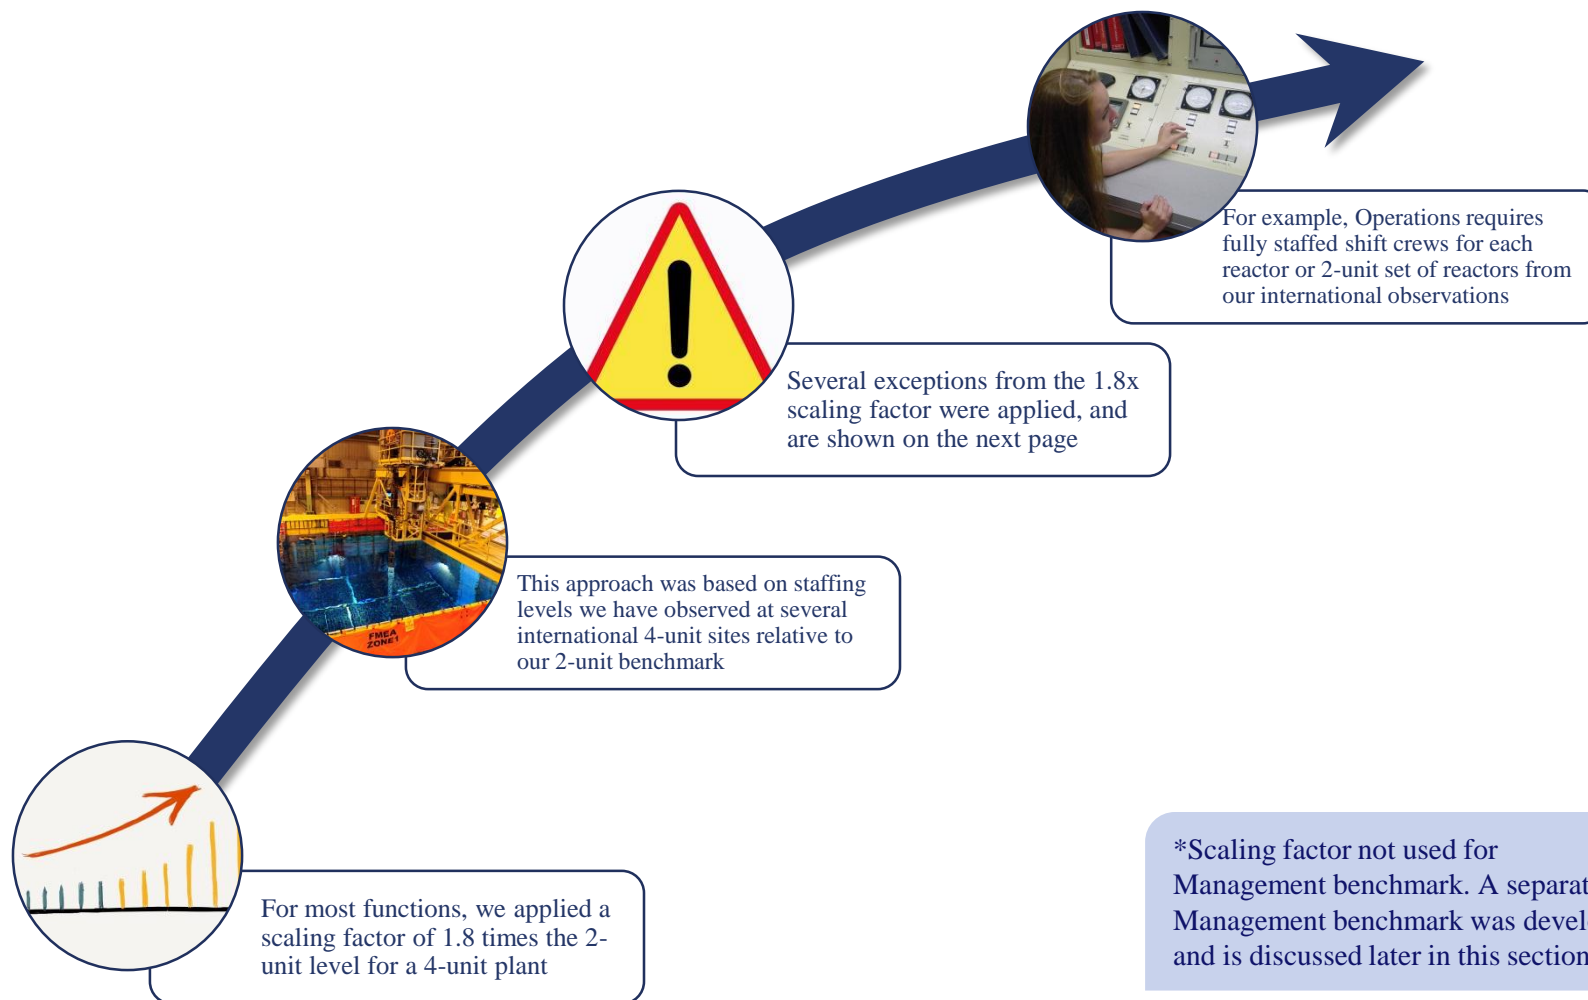 For example, Operations requires
fully staffed shift crews for each
reactor or 2-unit set of reactors from
our international observations
Several exceptions from the 1.8x
scaling factor were applied, and
are shown on the next page
This approach was based on staffing
levels we have observed at several
international 4-unit sites relative to
our 2-unit benchmark
FMEA
ZONE1
For most functions, we applied a
scaling factor of 1.8 times the 2-
unit level for a 4-unit plant
*Scaling factor not used for
Management benchmark. A
Management benchmark was
and is discussed later in this section